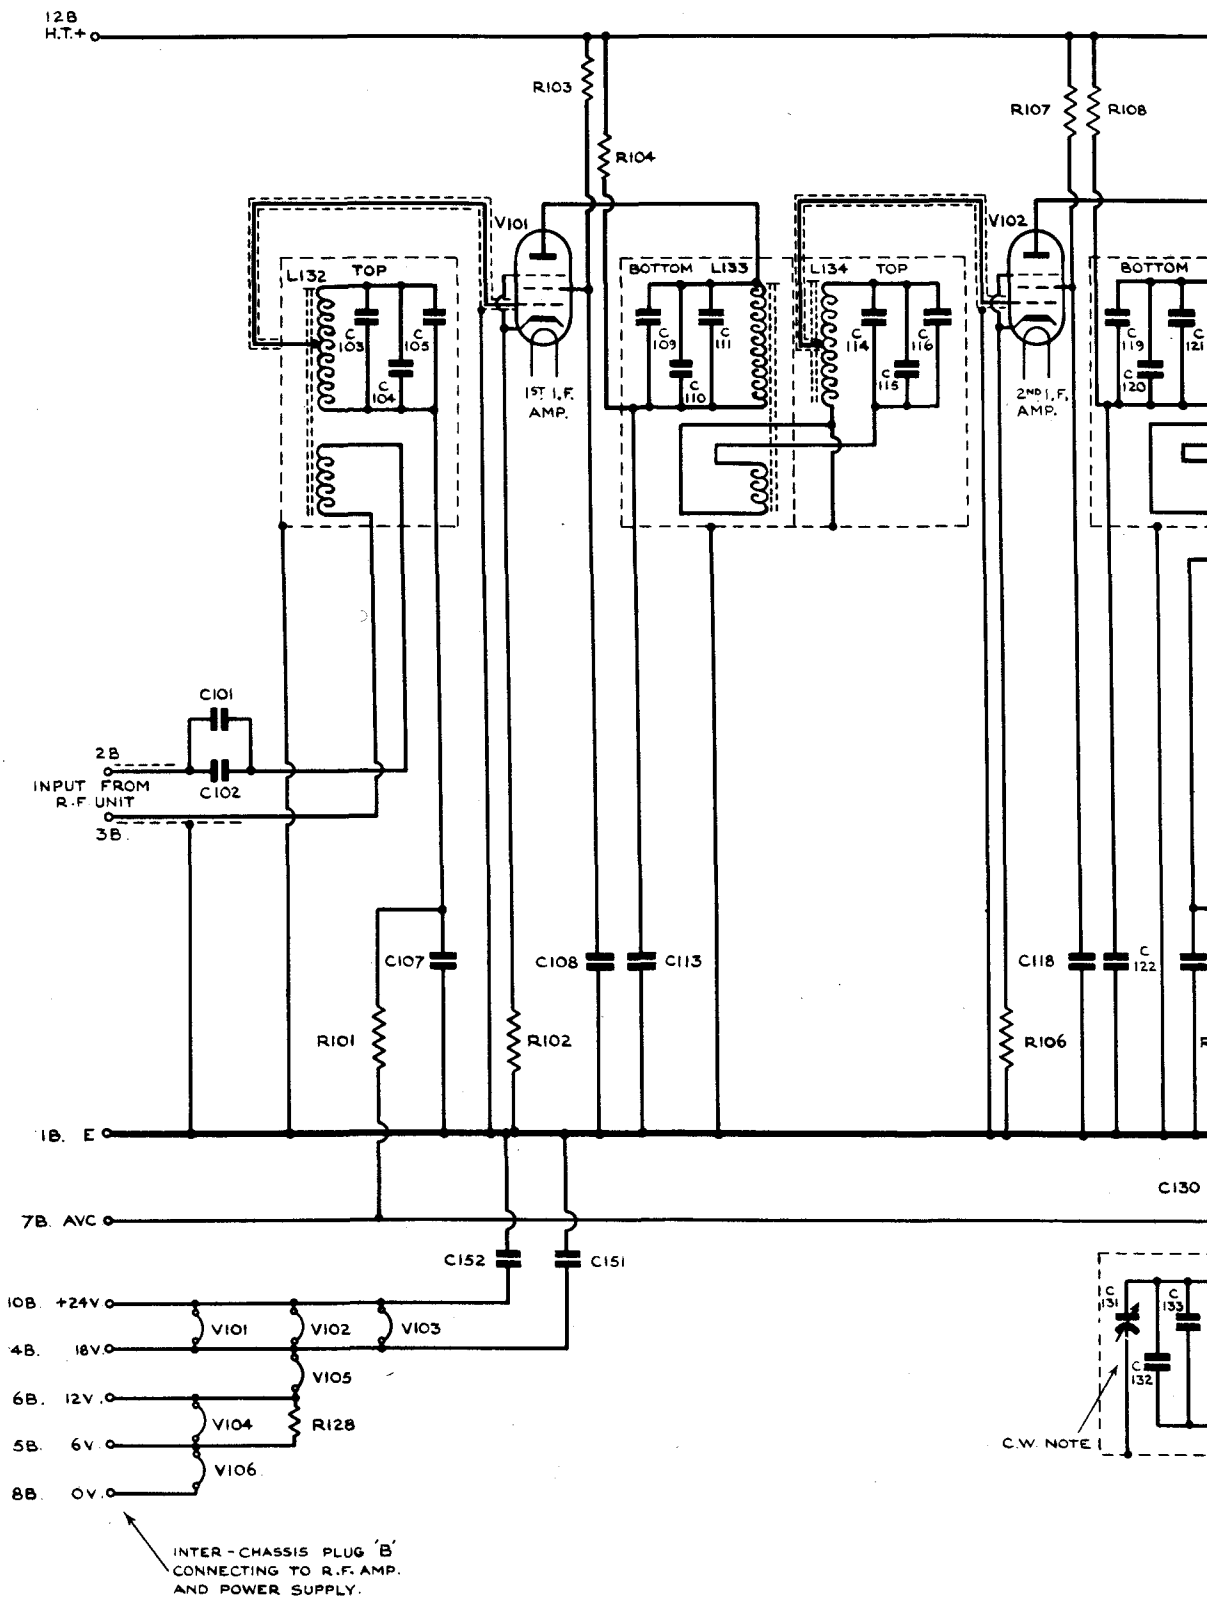 12B
H.T.+
R103
R104
R107
R108
V101
V102
L132
TOP
BOTTOM
L133
L134
TOP
BOTTOM
C
103
C
105
C
104
C
109
C
111
C
110
C
114
C
116
C
115
C
119
C
121
C
120
1ST I.F.
AMP.
2ND I.F.
AMP.
C101
2B
C102
INPUT FROM
R.F. UNIT
3B.
C107
C108
C113
C118
C
122
R101
R102
R106
R
1B. E
C130
7B. AVC
C152
C151
10B. +24V.
V101
V102
V103
4B. 18V.
V105
6B. 12V.
V104
R128
5B. 6V.
V106.
8B. 0V.
C
131
C
133
C
132
C.W. NOTE
INTER-CHASSIS PLUG 'B'
CONNECTING TO R.F. AMP.
AND POWER SUPPLY.